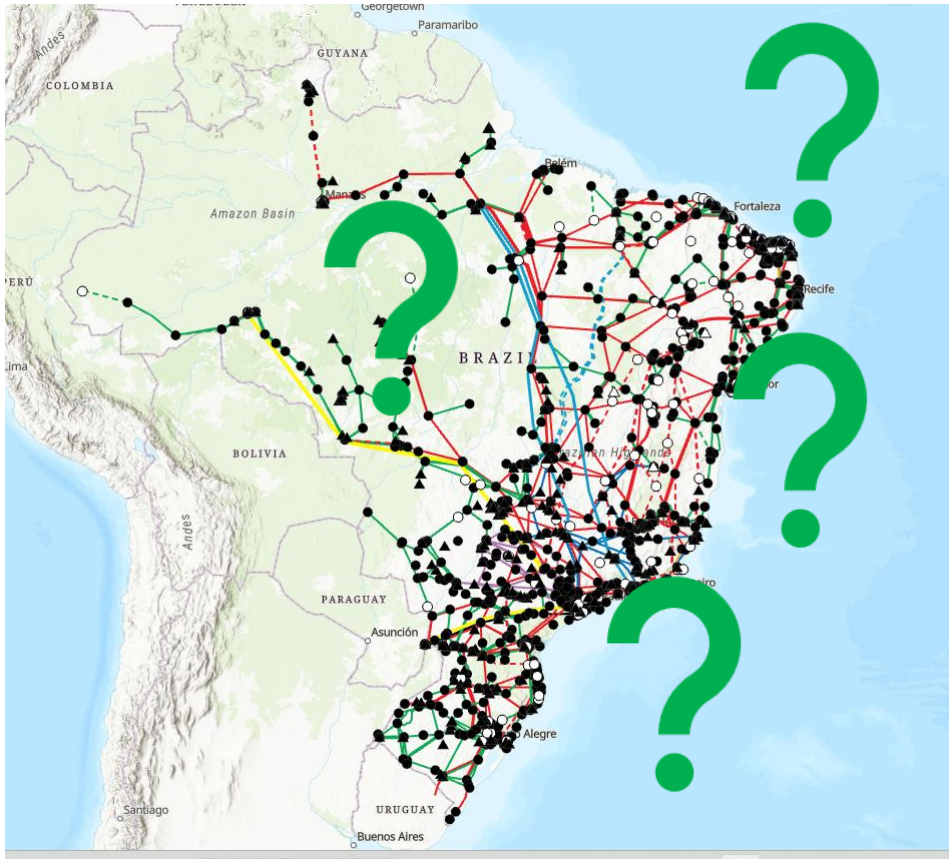 Georgetown
Paramaribo
Andes
GUYANA
COLOMBIA
Belém
Amazon Basin
Fortaleza
PERÚ
Recife
BRAZIL
BOLIVIA
Andes
PARAGUAY
Asunción
Alegre
Santiago
URUGUAY
Buenos Aires
?
?
?
?